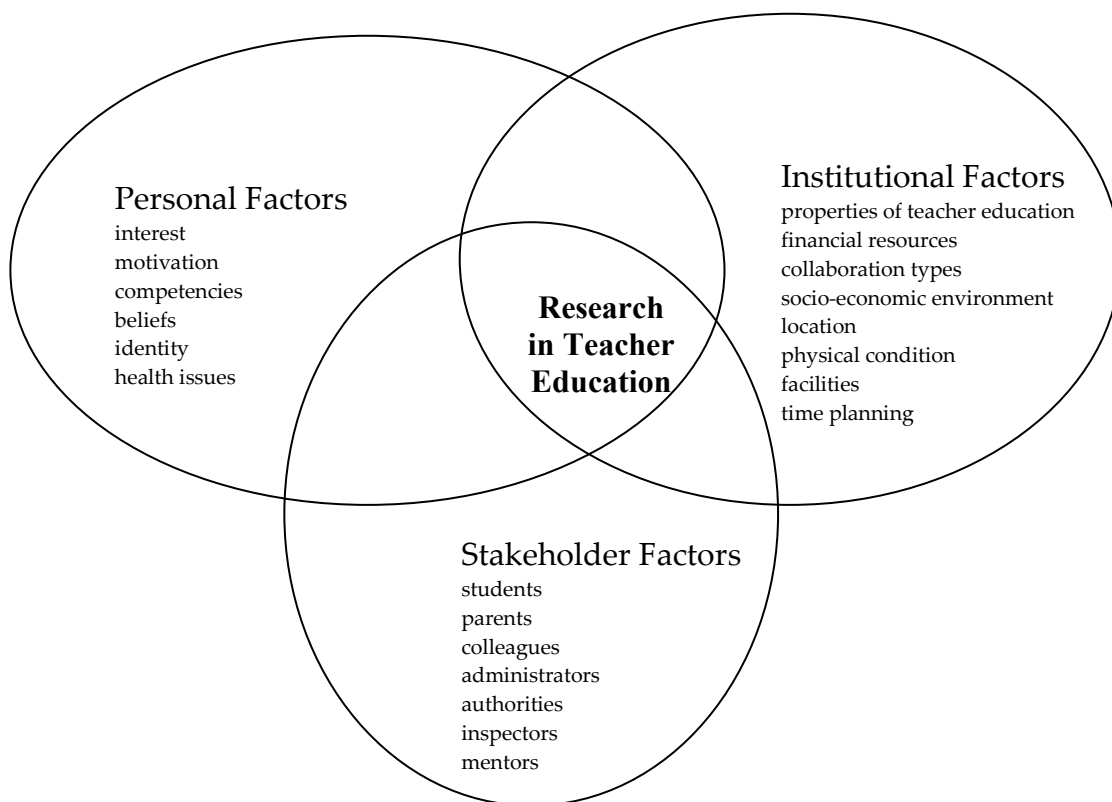 Personal Factors
interest
motivation
competencies
beliefs
identity
health issues
Institutional Factors
properties of teacher education
financial resources
collaboration types
socio-economic environment
location
physical condition
facilities
time planning
Research
in Teacher
Education
Stakeholder Factors
students
parents
colleagues
administrators
authorities
inspectors
mentors